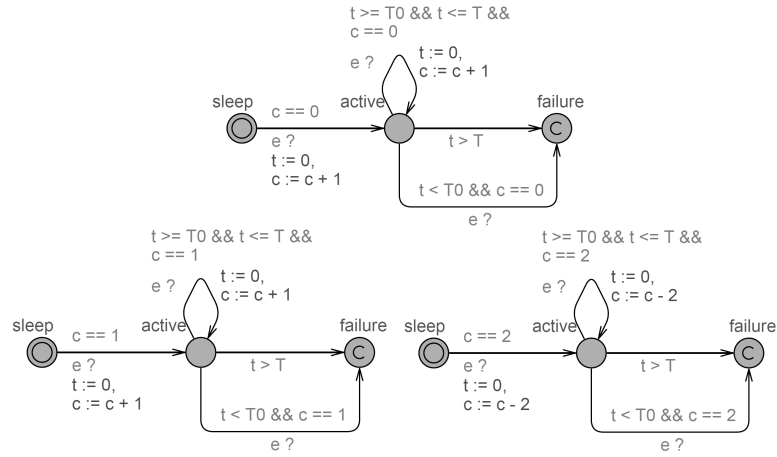 t >= T0 && t <= T &&
c == 0
e ?
t := 0,
c := c + 1
sleep
active
failure
c == 0
e ?
t := 0,
c := c + 1
t > T
C
t < T0 && c == 0
e ?
t >= T0 && t <= T &&
c == 1
e ?
t := 0,
c := c + 1
sleep
active
failure
c == 1
e ?
t := 0,
c := c + 1
t > T
C
t < T0 && c == 1
e ?
t >= T0 && t <= T &&
c == 2
e ?
t := 0,
c := c - 2
sleep
active
failure
c == 2
e ?
t := 0,
c := c - 2
t > T
C
t < T0 && c == 2
e ?